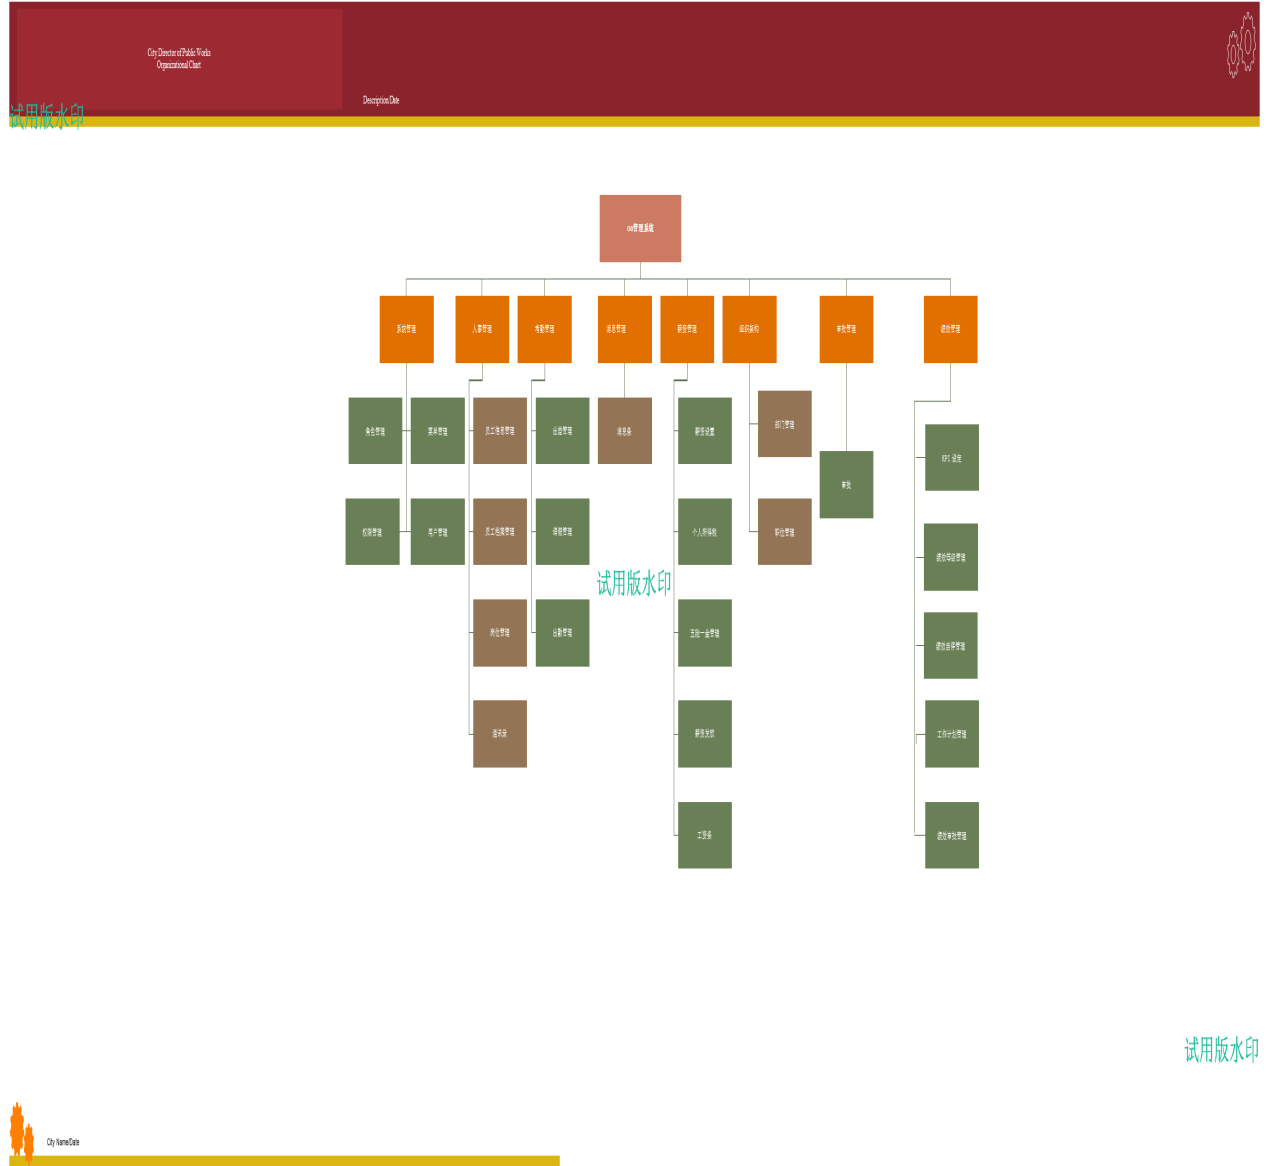 City Director of Public Works
Organizational Chart
Description/Date
试用版水印
oa管理系统
系统管理
人事管理
考勤管理
消息管理
薪资管理
组织架构
审批管理
绩效管理
角色管理
菜单管理
员工信息管理
出差管理
消息条
薪资设置
部门管理
KPI 设定
审批
权限管理
用户管理
员工档案管理
请假管理
个人所得税
职位管理
绩效等级管理
试用版水印
岗位管理
出勤管理
五险一金管理
绩效自评管理
通讯录
薪资发放
工作计划管理
工资条
绩效审批管理
试用版水印
City Name/Date